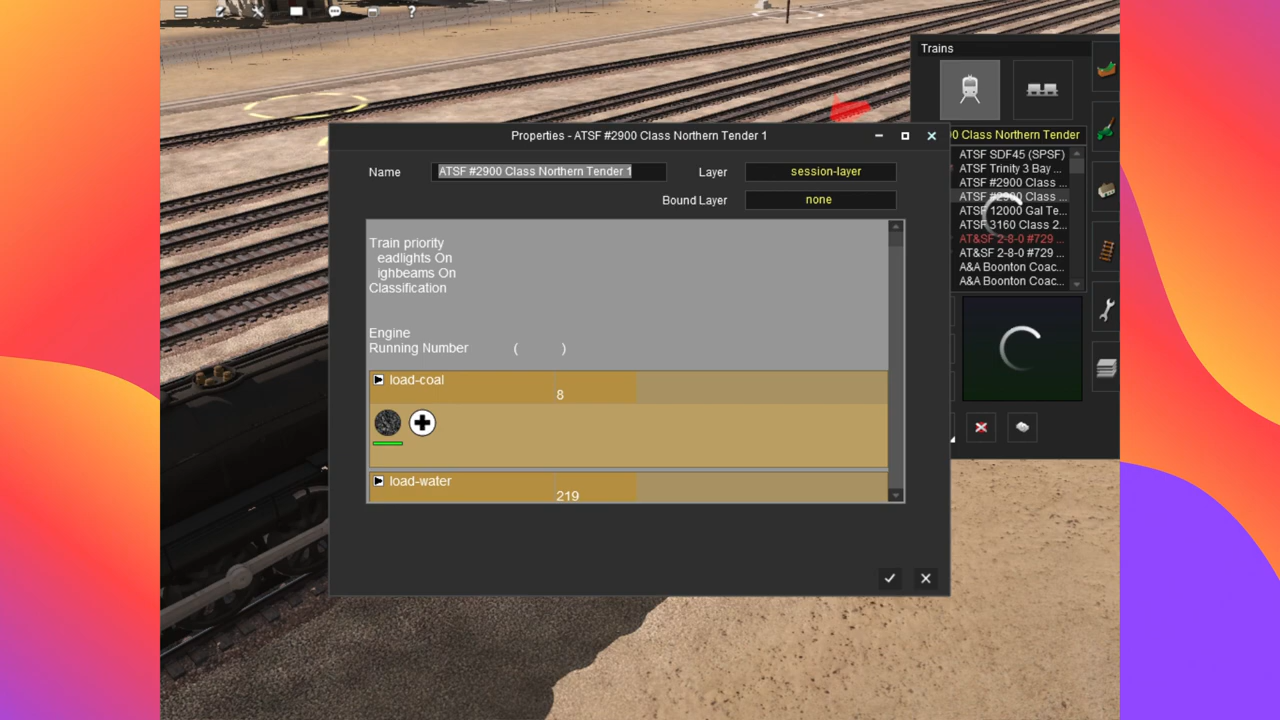 ?
Trains
Properties - ATSF #2900 Class Northern Tender 1
0 Class Northern Tender
Name
ATSF #2900 Class Northern Tender 1
Layer
session-layer
Bound Layer
none
ATSF SDF45 (SPSF)
ATSF Trinity 3 Bay ...
ATSF #2900 Class ...
ATSF #2900 Class ...
ATSF 12000 Gal Te...
ATSF 3160 Class 2...
AT&SF 2-8-0 #729 ...
AT&SF 2-8-0 #729 ...
A&A Boonton Coac...
A&A Boonton Coac...
Train priority
eadlights On
ighbeams On
Classification
Engine
Running Number ( )
load-coal
8
load-water
219